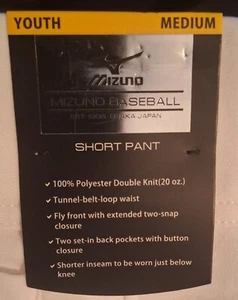 YOUTH MEDIUM
MIZUNO
MIZUNO BASEBALL
EST. 1906 OSAKA JAPAN
SHORT PANT
✓ 100% Polyester Double Knit(20 oz.)
✓ Tunnel-belt-loop waist
✓ Fly front with extended two-snap
closure
✓ Two set-in back pockets with button
closure
✓ Shorter inseam to be worn just below
knee